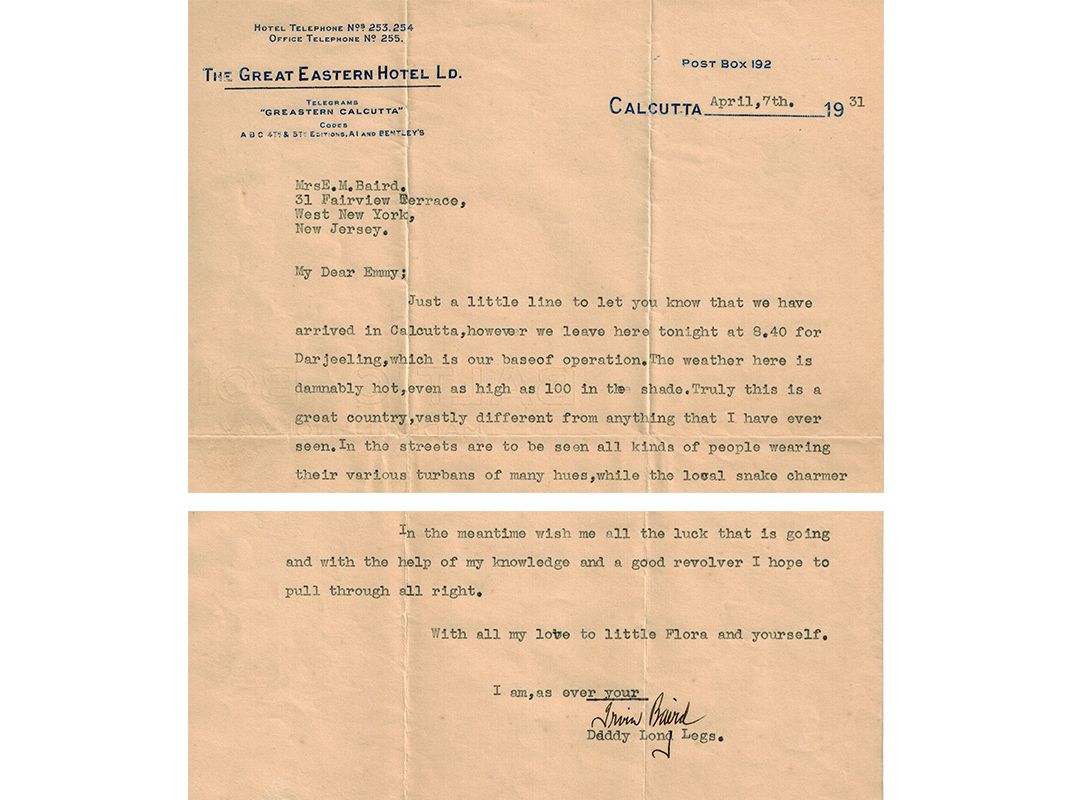 HOTEL TELEPHONE NOS 253.254
OFFICE TELEPHONE NO 255.
THE GREAT EASTERN HOTEL LD.
TELEGRAMS
"GREASTERN CALCUTTA"
CODES
A B C 4TH & 5TH EDITIONS, A1 AND BENTLEY'S
POST BOX 192
CALCUTTA April,7th. 1931
MrsE.M.Baird.
31 Fairview Terrace,
West New York,
New Jersey.
My Dear Emmy;
Just a little line to let you know that we have
arrived in Calcutta,however we leave here tonight at 8.40 for
Darjeeling,which is our baseof operation.The weather here is
damnably hot,even as high as 100 in the shade.Truly this is a
great country,vastly different from anything that I have ever
seen.In the streets are to be seen all kinds of people wearing
their various turbans of many hues,while the local snake charmer
In the meantime wish me all the luck that is going
and with the help of my knowledge and a good revolver I hope to
pull through all right.
With all my love to little Flora and yourself.
I am,as ever your
Irvin Baird
Daddy Long Legs.